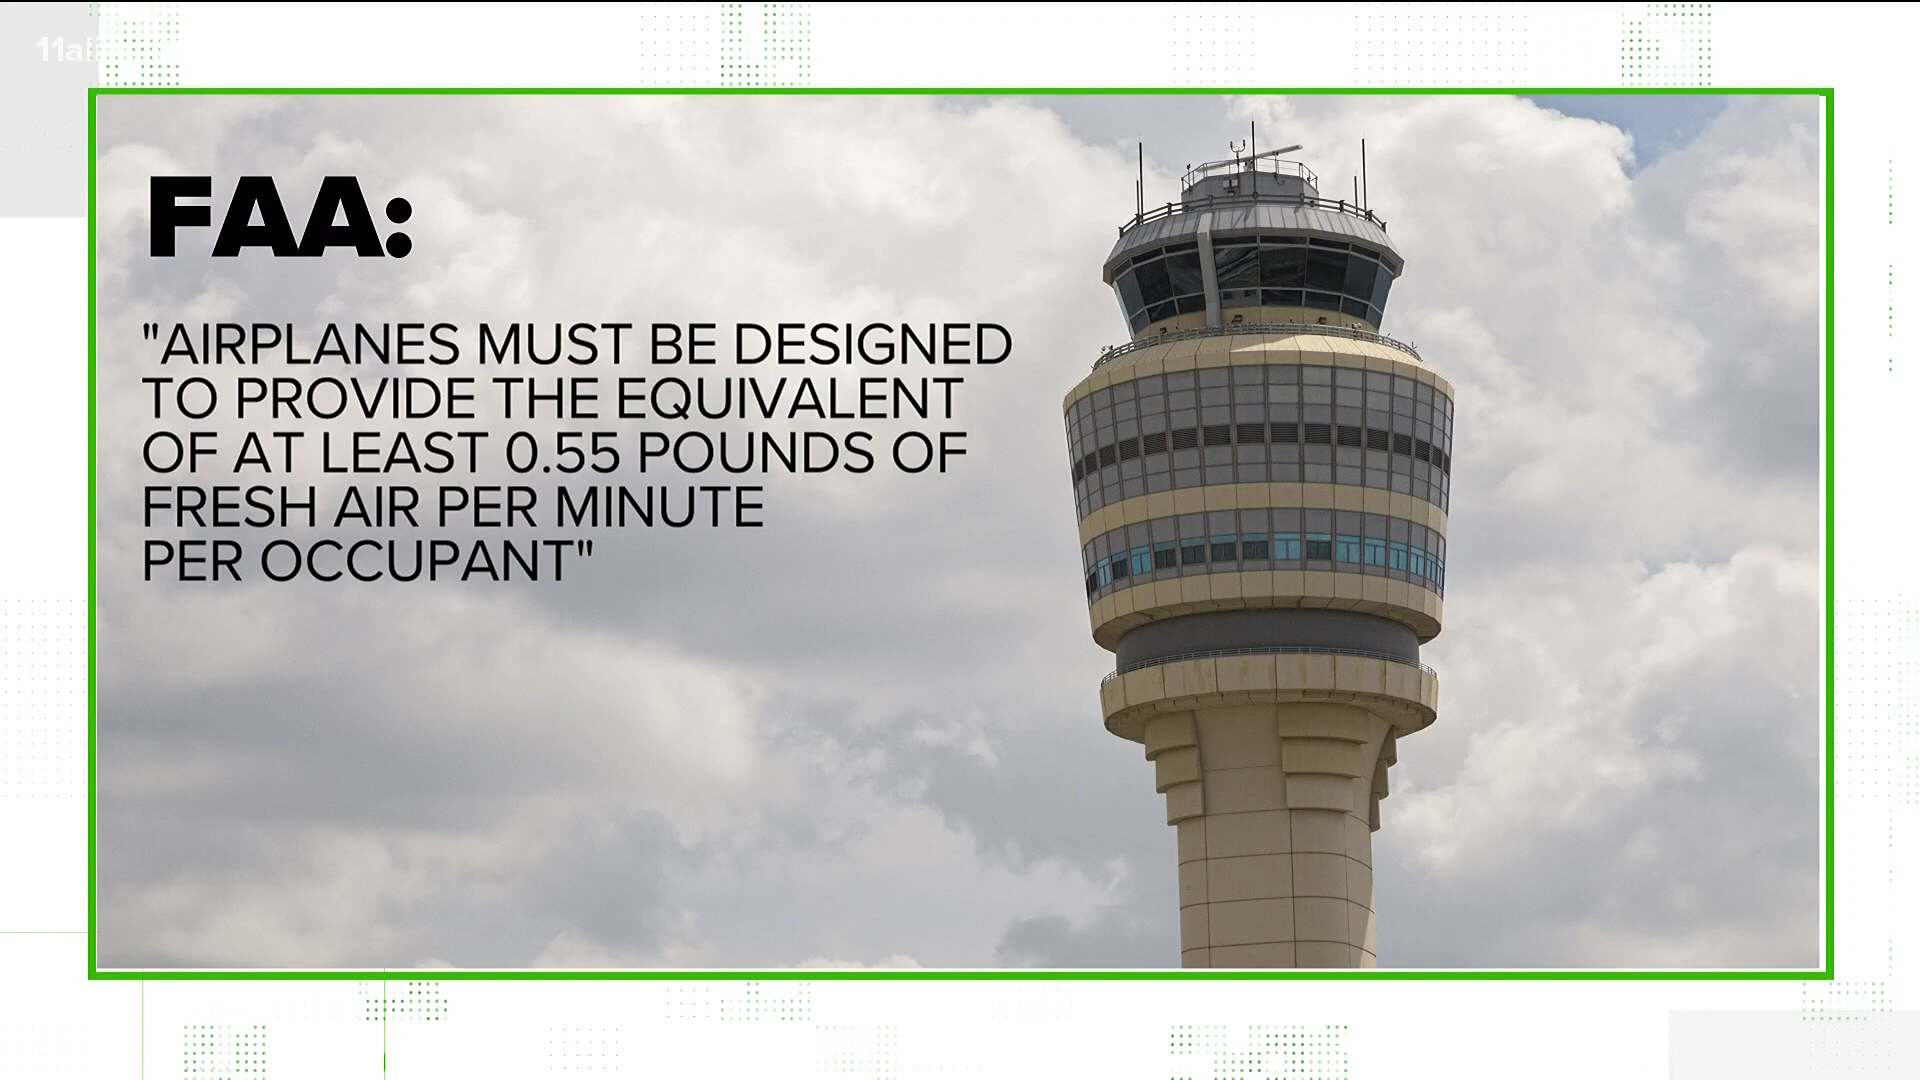 11al
FAA:
"AIRPLANES MUST BE DESIGNED
TO PROVIDE THE EQUIVALENT
OF AT LEAST 0.55 POUNDS OF
FRESH AIR PER MINUTE
PER OCCUPANT"